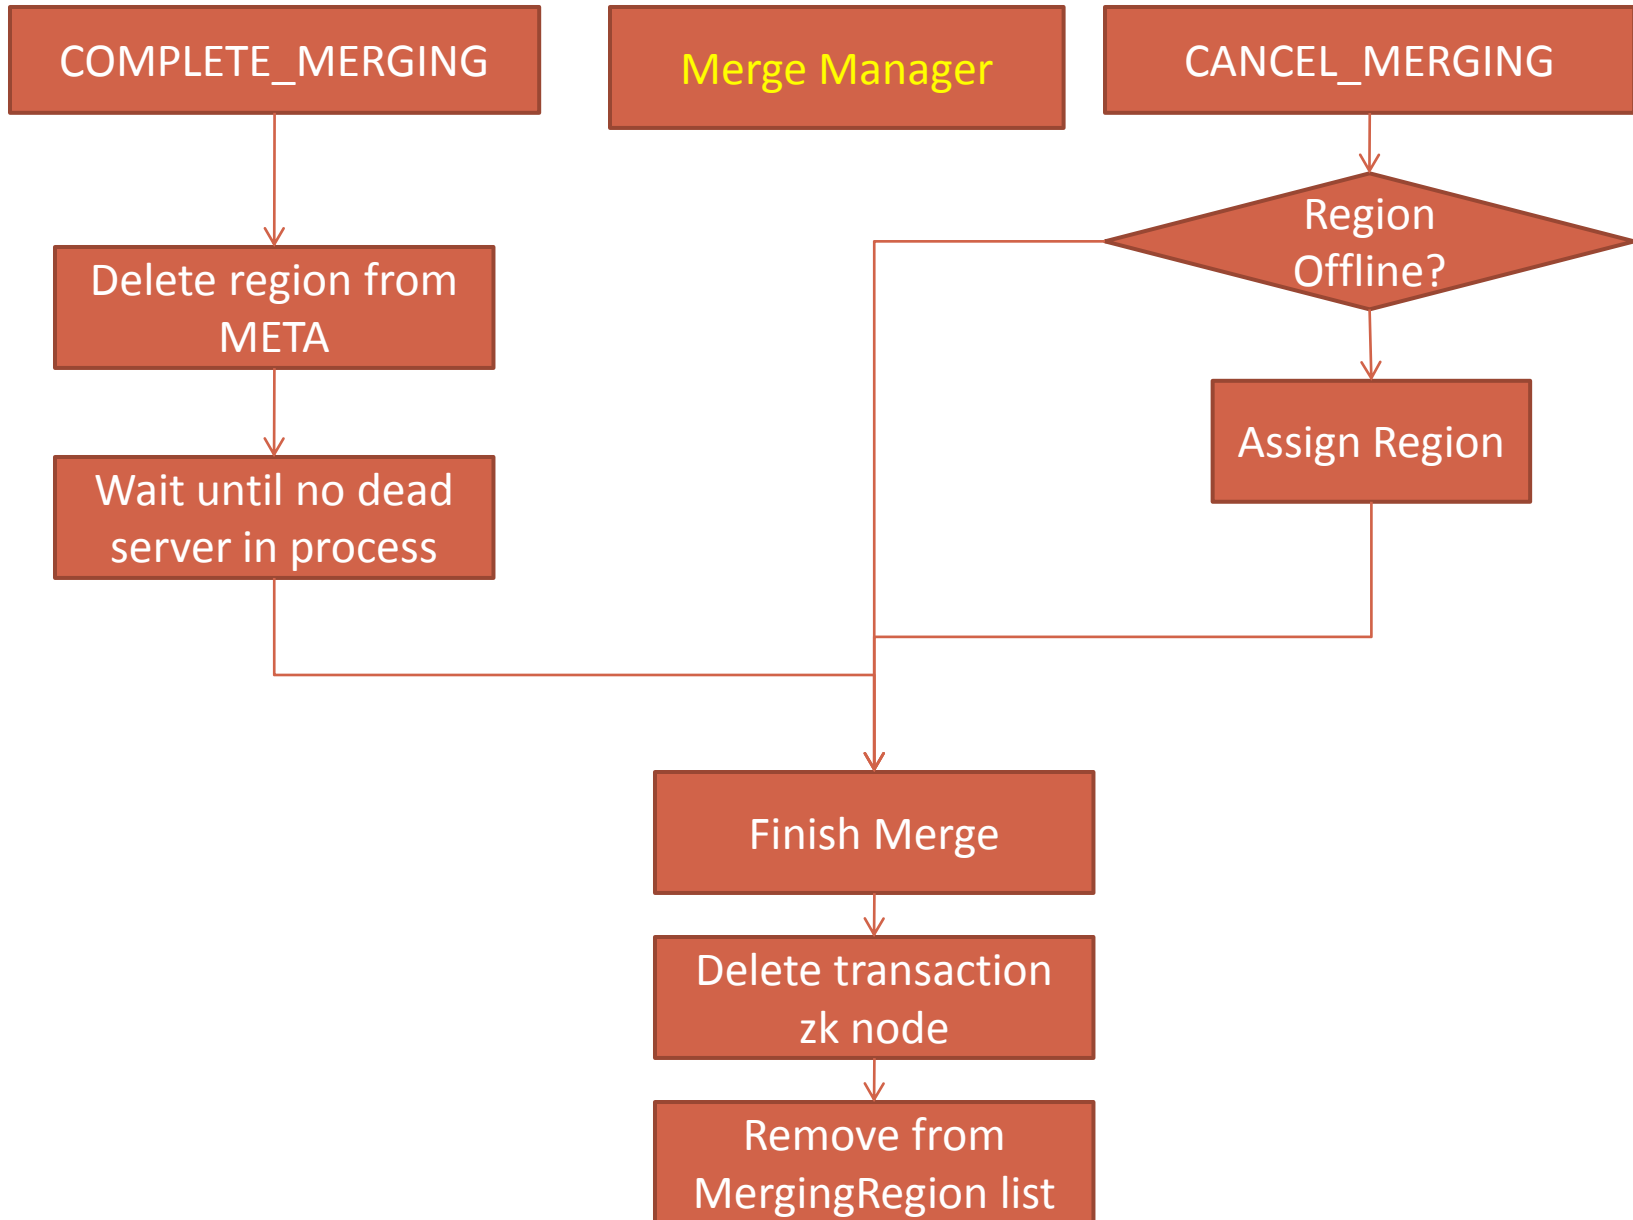 COMPLETE_MERGING
Merge Manager
CANCEL_MERGING
Region
Offline?
Delete region from
META
Assign Region
Wait until no dead
server in process
Finish Merge
Delete transaction
zk node
Remove from
MergingRegion list